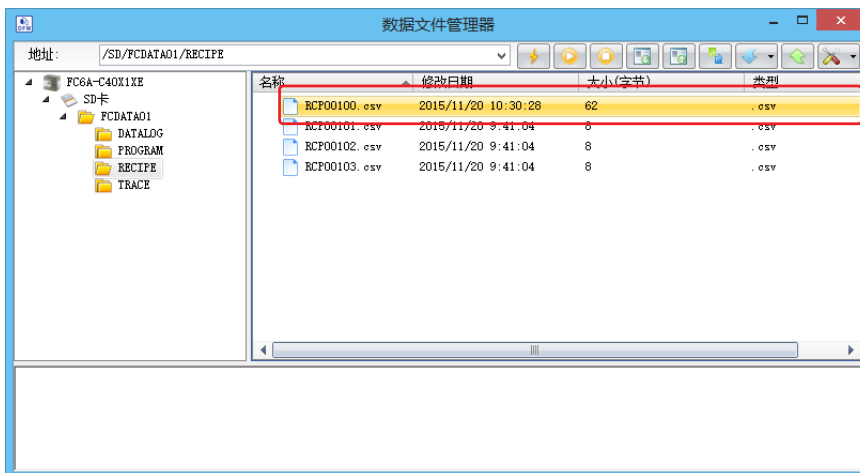 数据文件管理器
地址: /SD/FCDATA01/RECIPE
FC6A-C40X1XE
SD卡
FCDATA01
DATALOG
PROGRAM
RECIPE
TRACE
名称 修改日期 大小(字节) 类型
RCP00100.csv 2015/11/20 10:30:28 62 .csv
RCP00101.csv 2015/11/20 9:41:04 8 .csv
RCP00102.csv 2015/11/20 9:41:04 8 .csv
RCP00103.csv 2015/11/20 9:41:04 8 .csv